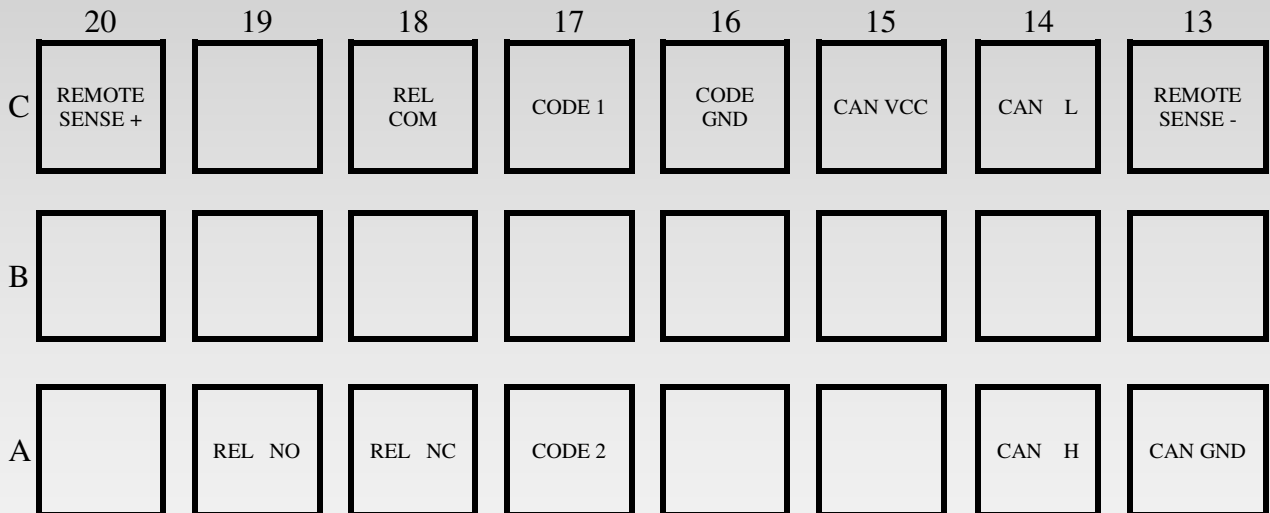 20 19 18 17 16 15 14 13
C
REMOTE
SENSE +
REL
COM
CODE 1
CODE
GND
CAN VCC
CAN L
REMOTE
SENSE -
B
A
REL NO
REL NC
CODE 2
CAN H
CAN GND